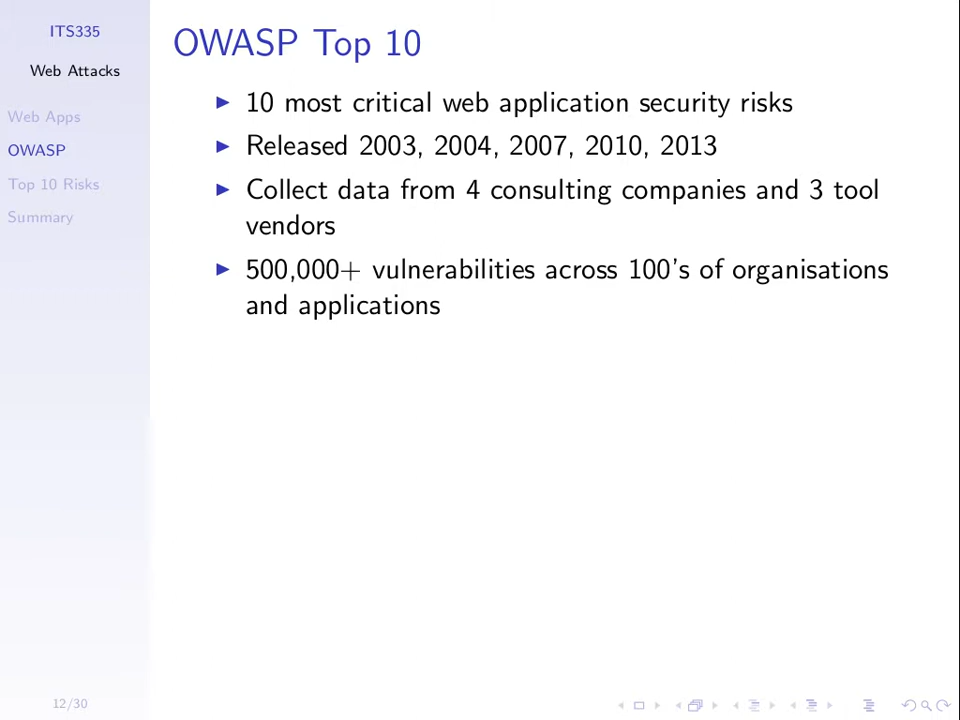 ITS335
Web Attacks
Web Apps
OWASP
Top 10 Risks
Summary
OWASP Top 10
10 most critical web application security risks
Released 2003, 2004, 2007, 2010, 2013
Collect data from 4 consulting companies and 3 tool
vendors
500,000+ vulnerabilities across 100's of organisations
and applications
12/30